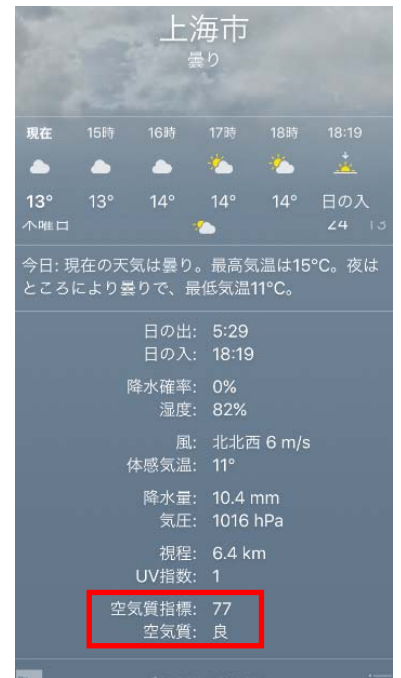 上海市
曇り
現在 15時 16時 17時 18時 18:19
13° 13° 14° 14° 14° 日の入
木曜日 24 13
今日: 現在の天気は曇り。最高気温は15°C。夜は
ところにより曇りで、最低気温11°C。
日の出: 5:29
日の入: 18:19
降水確率: 0%
湿度: 82%
風: 北北西 6 m/s
体感気温: 11°
降水量: 10.4 mm
気圧: 1016 hPa
視程: 6.4 km
UV指数: 1
空気質指標: 77
空気質: 良